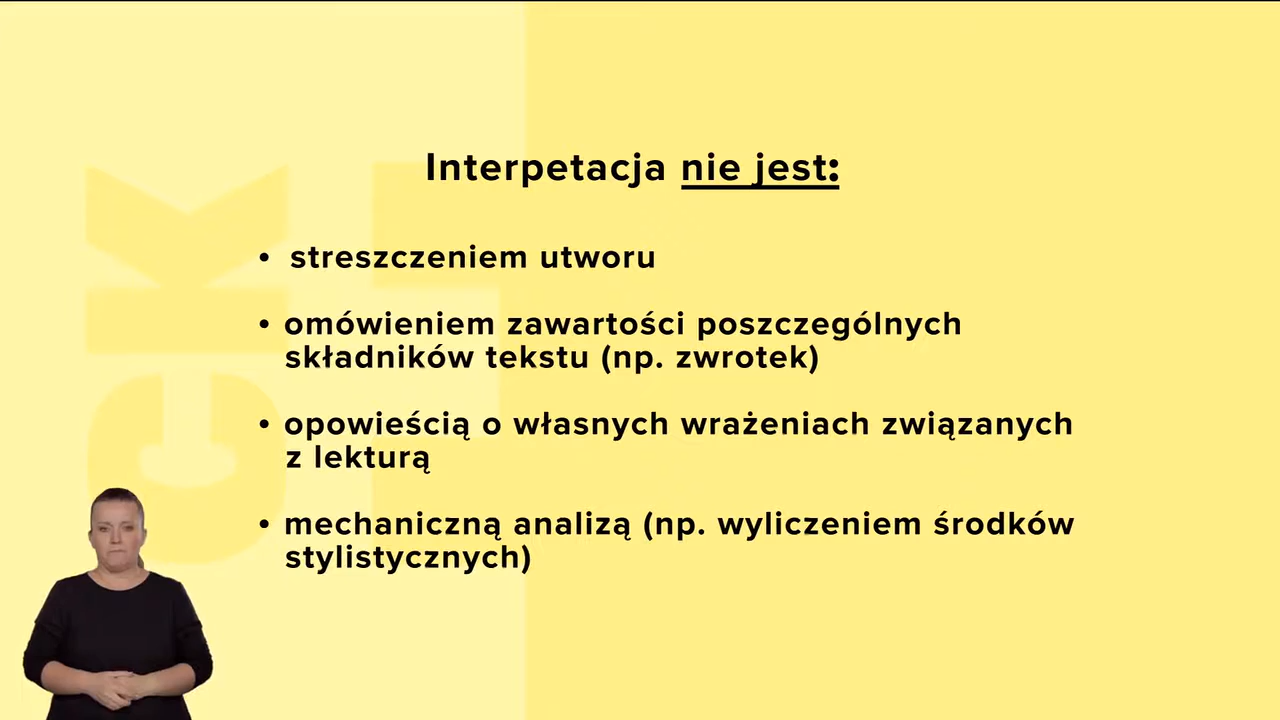 Interpetacja nie jest:
• streszczeniem utworu
• omówieniem zawartości poszczególnych
składników tekstu (np. zwrotek)
• opowieścią o własnych wrażeniach związanych
z lekturą
• mechaniczną analizą (np. wyliczeniem środków
stylistycznych)